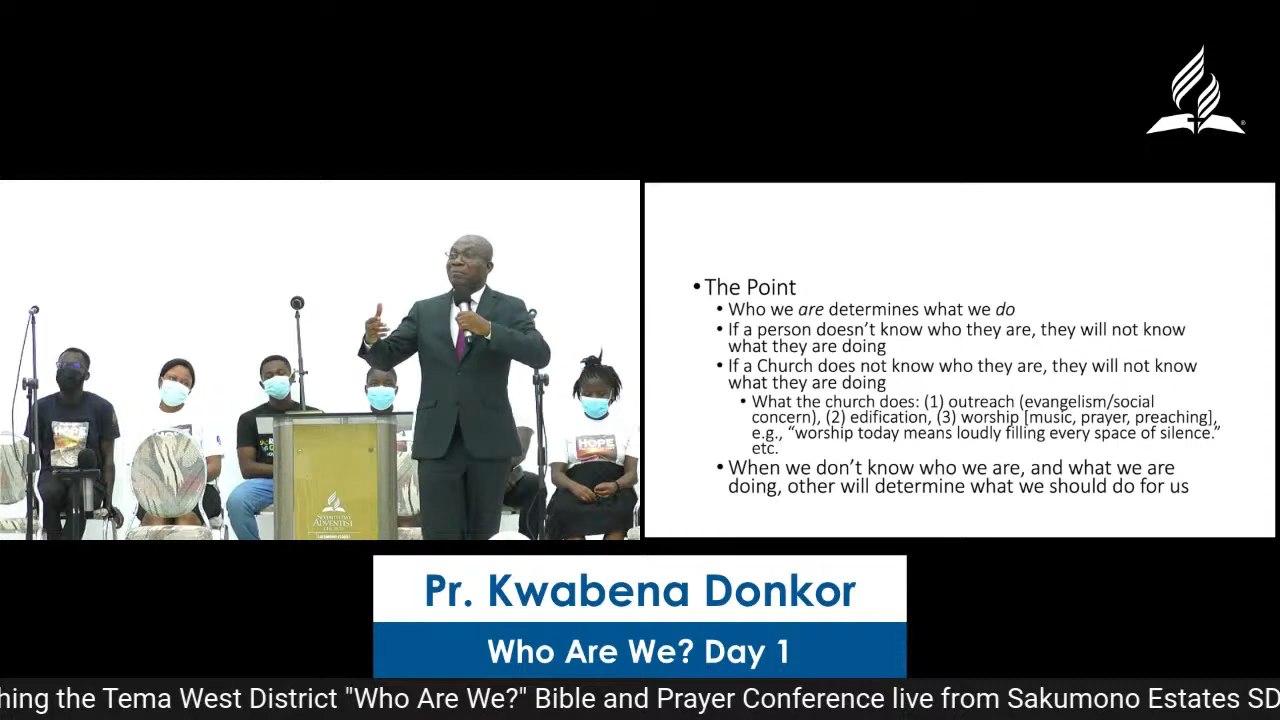 • The Point
• Who we are determines what we do
• If a person doesn't know who they are, they will not know
what they are doing
• If a Church does not know who they are, they will not know
what they are doing
• What the church does: (1) outreach (evangelism/social
concern), (2) edification, (3) worship [music, prayer, preaching],
e.g., “worship today means loudly filling every space of silence.”
etc.
• When we don't know who we are, and what we are
doing, other will determine what we should do for us
HOPE
HOPE
ADVENTIST
Pr. Kwabena Donkor
Who Are We? Day 1
hing the Tema West District "Who Are We?" Bible and Prayer Conference live from Sakumono Estates SD